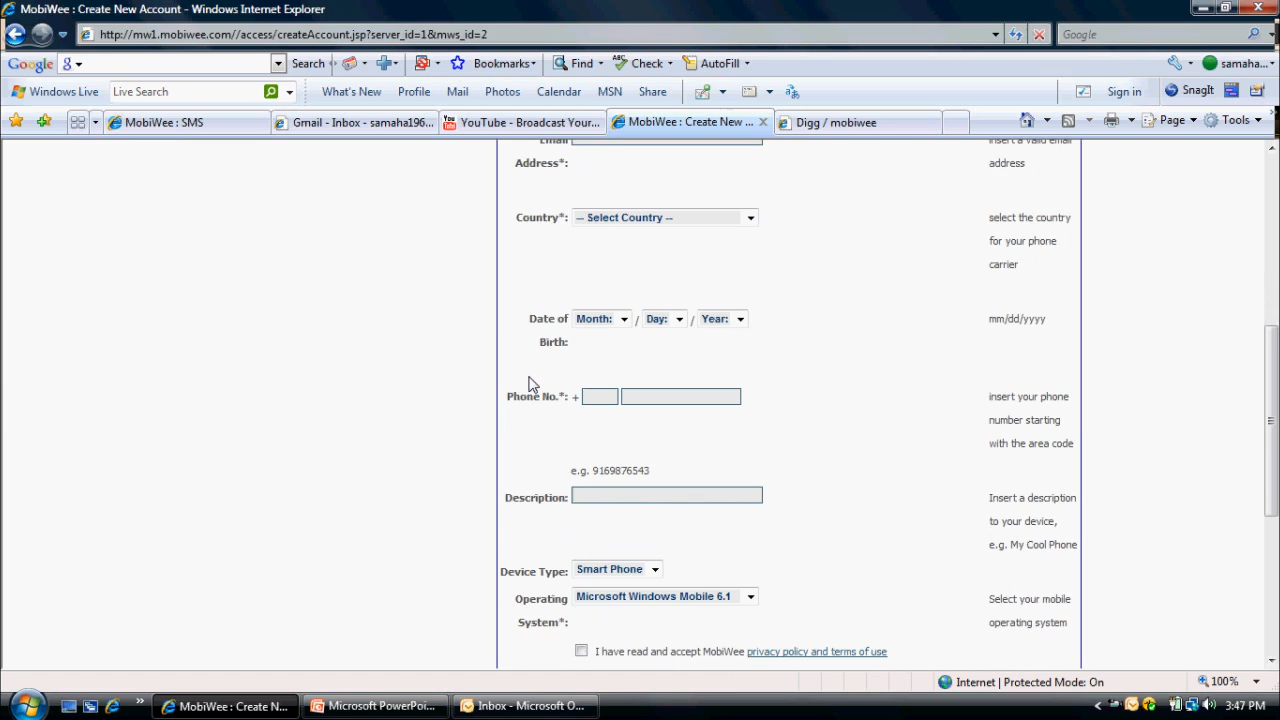 MobiWee : Create New Account - Windows Internet Explorer
http://mw1.mobiwee.com//access/createAccount.jsp?server_id=1&mws_id=2
Google
Google
Search
Bookmarks
Find
Check
AutoFill
samaha...
Windows Live
Live Search
What's New
Profile
Mail
Photos
Calendar
MSN
Share
Sign in
SnagIt
MobiWee : SMS
Gmail - Inbox - samaha196...
YouTube - Broadcast Your...
MobiWee : Create New ...
Digg / mobiwee
Page
Tools
Email
Address*:
insert a valid email
address
Country*:
-- Select Country --
select the country
for your phone
carrier
Date of
Birth:
Month: / Day: / Year:
mm/dd/yyyy
Phone No.*: +
insert your phone
number starting
with the area code
e.g. 9169876543
Description:
Insert a description
to your device,
e.g. My Cool Phone
Device Type:
Smart Phone
Operating
System*:
Microsoft Windows Mobile 6.1
Select your mobile
operating system
I have read and accept MobiWee privacy policy and terms of use
Internet | Protected Mode: On
100%
MobiWee : Create N...
Microsoft PowerPoi...
Inbox - Microsoft O...
3:47 PM